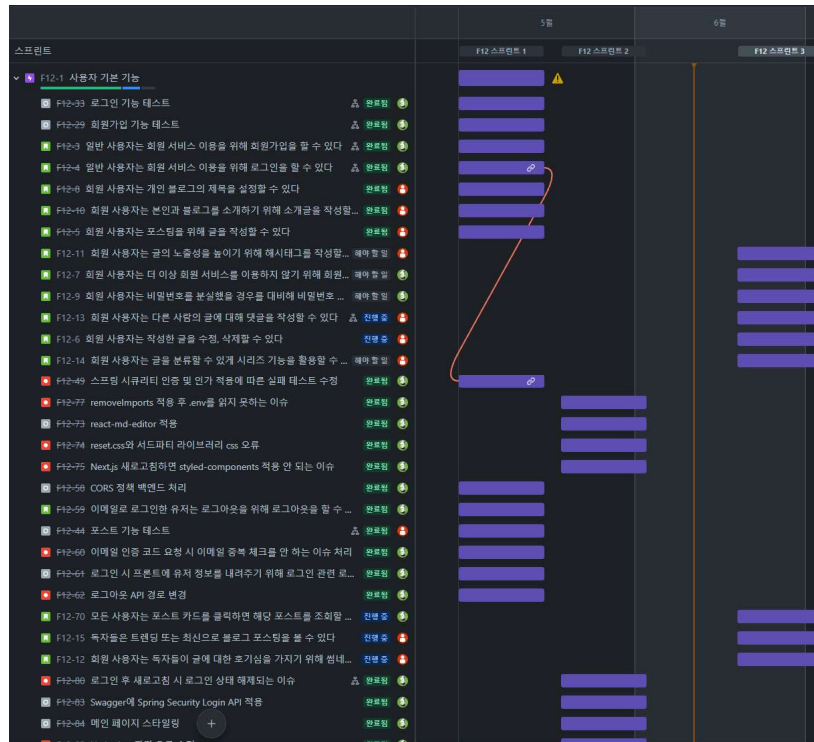 5월 6월
스프린트 F12 스프린트 1 F12 스프린트 2 F12 스프린트 3
F12-1 사용자 기본 기능
F12-33 로그인 기능 테스트 완료됨
F12-29 회원가입 기능 테스트 완료됨
F12-3 일반 사용자는 회원 서비스 이용을 위해 회원가입을 할 수 있다 완료됨
F12-4 일반 사용자는 회원 서비스 이용을 위해 로그인을 할 수 있다 완료됨
F12-8 회원 사용자는 개인 블로그의 제목을 설정할 수 있다 완료됨
F12-10 회원 사용자는 본인과 블로그를 소개하기 위해 소개글을 작성할... 완료됨
F12-5 회원 사용자는 포스팅을 위해 글을 작성할 수 있다 완료됨
F12-11 회원 사용자는 글의 노출성을 높이기 위해 해시태그를 작성할... 해야 할 일
F12-7 회원 사용자는 더 이상 회원 서비스를 이용하지 않기 위해 회원... 해야 할 일
F12-9 회원 사용자는 비밀번호를 분실했을 경우를 대비해 비밀번호 ... 해야 할 일
F12-13 회원 사용자는 다른 사람의 글에 대해 댓글을 작성할 수 있다 진행 중
F12-6 회원 사용자는 작성한 글을 수정, 삭제할 수 있다 진행 중
F12-14 회원 사용자는 글을 분류할 수 있게 시리즈 기능을 활용할 수 ... 해야 할 일
F12-49 스프링 시큐리티 인증 및 인가 적용에 따른 실패 테스트 수정 완료됨
F12-77 removeImports 적용 후 .env를 읽지 못하는 이슈 완료됨
F12-73 react-md-editor 적용 완료됨
F12-74 reset.css와 서드파티 라이브러리 css 오류 완료됨
F12-75 Next.js 새로고침하면 styled-components 적용 안 되는 이슈 완료됨
F12-58 CORS 정책 백엔드 처리 완료됨
F12-59 이메일로 로그인한 유저는 로그아웃을 위해 로그아웃을 할 수 ... 완료됨
F12-44 포스트 기능 테스트 완료됨
F12-60 이메일 인증 코드 요청 시 이메일 중복 체크를 안 하는 이슈 처리 완료됨
F12-61 로그인 시 프론트에 유저 정보를 내려주기 위해 로그인 관련 로... 완료됨
F12-62 로그아웃 API 경로 변경 완료됨
F12-70 모든 사용자는 포스트 카드를 클릭하면 해당 포스트를 조회할 ... 진행 중
F12-15 독자들은 트렌딩 또는 최신으로 블로그 포스팅을 볼 수 있다 진행 중
F12-12 회원 사용자는 독자들이 글에 대한 호기심을 가지기 위해 썸네... 진행 중
F12-80 로그인 후 새로고침 시 로그인 상태 해제되는 이슈 완료됨
F12-83 Swagger에 Spring Security Login API 적용 완료됨
F12-84 메인 페이지 스타일링 완료됨